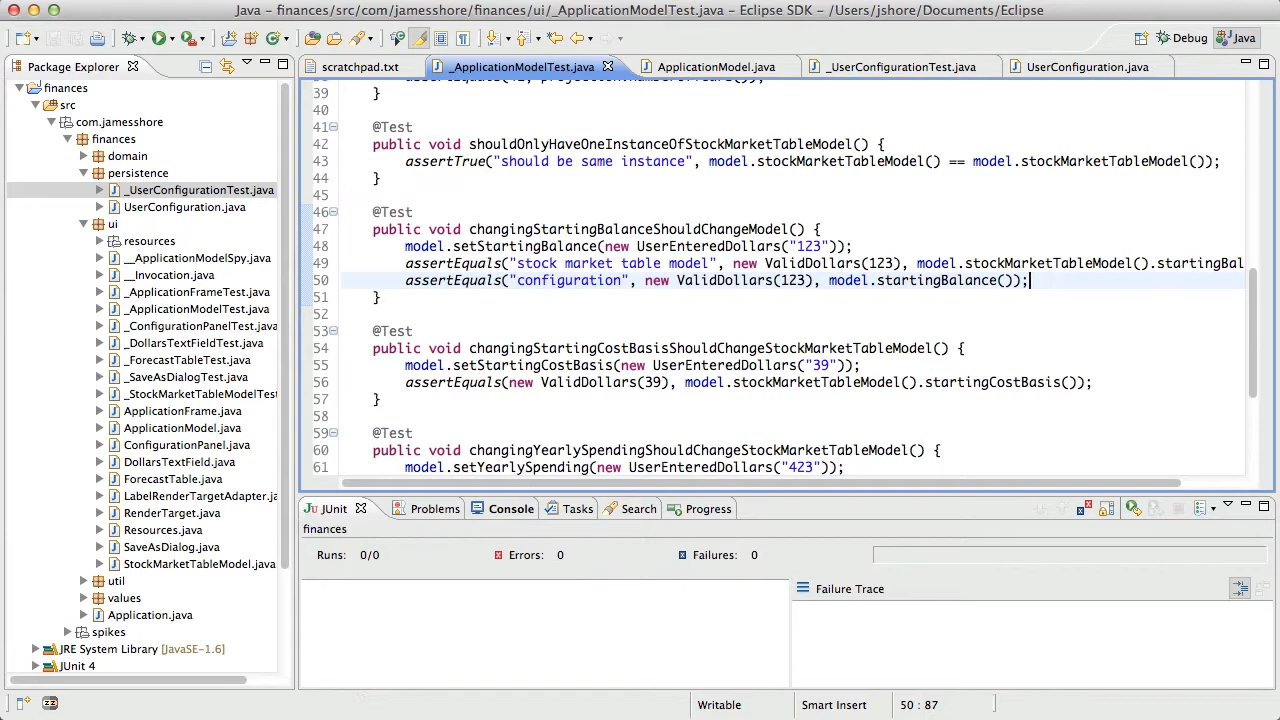 Java – finances/src/com/jamesshore/finances/ui/_ApplicationModelTest.java – Eclipse SDK – /Users/jshore/Documents/Eclipse
Debug
Java
Package Explorer
scratchpad.txt
_ApplicationModelTest.java
ApplicationModel.java
_UserConfigurationTest.java
UserConfiguration.java
finances
src
com.jamesshore
finances
domain
persistence
_UserConfigurationTest.java
UserConfiguration.java
ui
resources
__ApplicationModelSpy.java
__Invocation.java
_ApplicationFrameTest.java
_ApplicationModelTest.java
_ConfigurationPanelTest.java
_DollarsTextFieldTest.java
_ForecastTableTest.java
_SaveAsDialogTest.java
_StockMarketTableModelTest
ApplicationFrame.java
ApplicationModel.java
ConfigurationPanel.java
DollarsTextField.java
ForecastTable.java
LabelRenderTargetAdapter.ja
RenderTarget.java
Resources.java
SaveAsDialog.java
StockMarketTableModel.java
util
values
Application.java
spikes
JRE System Library [JavaSE-1.6]
JUnit 4
39 }
40
41 @Test
42 public void shouldOnlyHaveOneInstanceOfStockMarketTableModel() {
43 assertTrue("should be same instance", model.stockMarketTableModel() == model.stockMarketTableModel());
44 }
45
46 @Test
47 public void changingStartingBalanceShouldChangeModel() {
48 model.setStartingBalance(new UserEnteredDollars("123"));
49 assertEquals("stock market table model", new ValidDollars(123), model.stockMarketTableModel().startingBal
50 assertEquals("configuration", new ValidDollars(123), model.startingBalance());
51 }
52
53 @Test
54 public void changingStartingCostBasisShouldChangeStockMarketTableModel() {
55 model.setStartingCostBasis(new UserEnteredDollars("39"));
56 assertEquals(new ValidDollars(39), model.stockMarketTableModel().startingCostBasis());
57 }
58
59 @Test
60 public void changingYearlySpendingShouldChangeStockMarketTableModel() {
61 model.setYearlySpending(new UserEnteredDollars("423"));
JUnit
Problems
Console
Tasks
Search
Progress
finances
Runs: 0/0
Errors: 0
Failures: 0
Failure Trace
Writable
Smart Insert
50 : 87